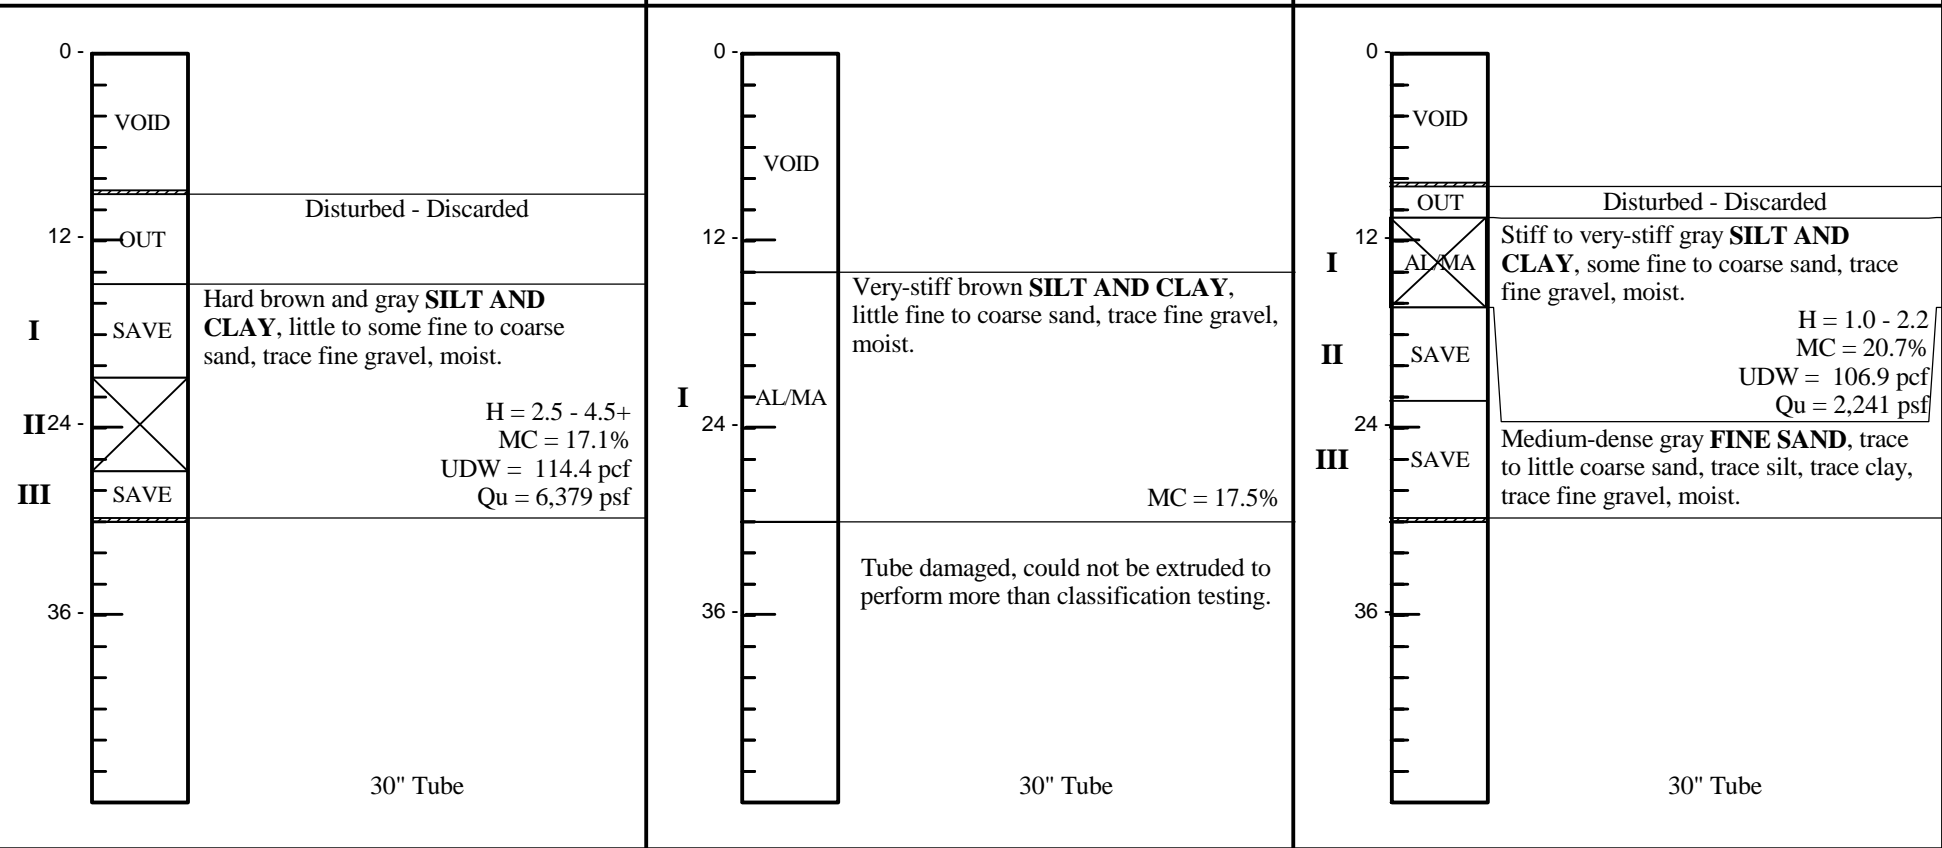 0 -
VOID
Disturbed - Discarded
12 -
OUT
Hard brown and gray SILT AND
CLAY, little to some fine to coarse
sand, trace fine gravel, moist.
I
SAVE
H = 2.5 - 4.5+
MC = 17.1%
UDW = 114.4 pcf
Qu = 6,379 psf
II
24 -
III
SAVE
36 -
30" Tube
0 -
VOID
12 -
Very-stiff brown SILT AND CLAY,
little fine to coarse sand, trace fine gravel,
moist.
I
AL/MA
24 -
MC = 17.5%
Tube damaged, could not be extruded to
perform more than classification testing.
36 -
30" Tube
0 -
VOID
OUT
Disturbed - Discarded
12 -
I
AL/MA
Stiff to very-stiff gray SILT AND
CLAY, some fine to coarse sand, trace
fine gravel, moist.
H = 1.0 - 2.2
MC = 20.7%
UDW = 106.9 pcf
Qu = 2,241 psf
II
SAVE
24 -
III
SAVE
Medium-dense gray FINE SAND, trace
to little coarse sand, trace silt, trace clay,
trace fine gravel, moist.
36 -
30" Tube